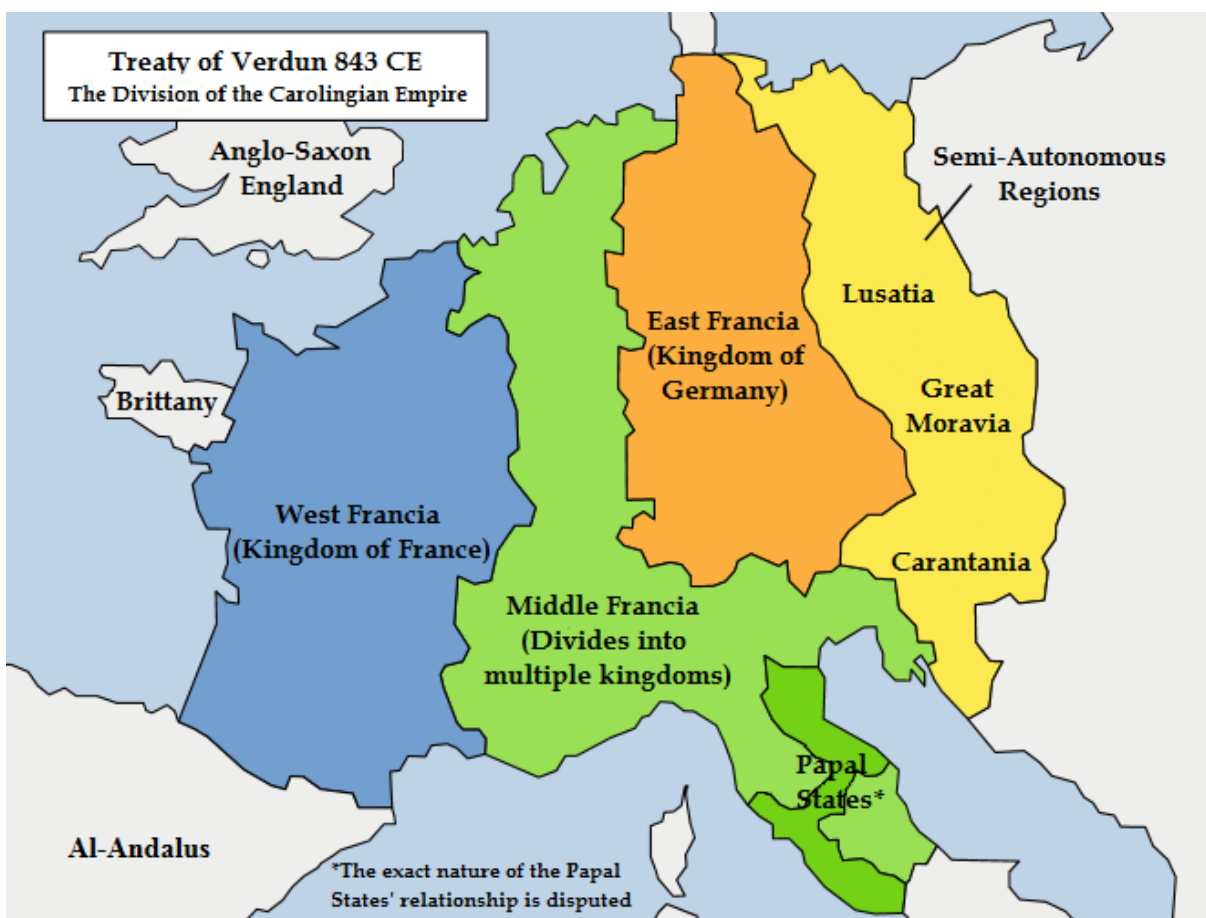 Treaty of Verdun 843 CE
The Division of the Carolingian Empire
Anglo-Saxon
England
Semi-Autonomous
Regions
Lusatia
East Francia
(Kingdom of
Germany)
Brittany
Great
Moravia
West Francia
(Kingdom of France)
Carantania
Middle Francia
(Divides into
multiple kingdoms)
Papal
States*
Al-Andalus
*The exact nature of the Papal
States' relationship is disputed